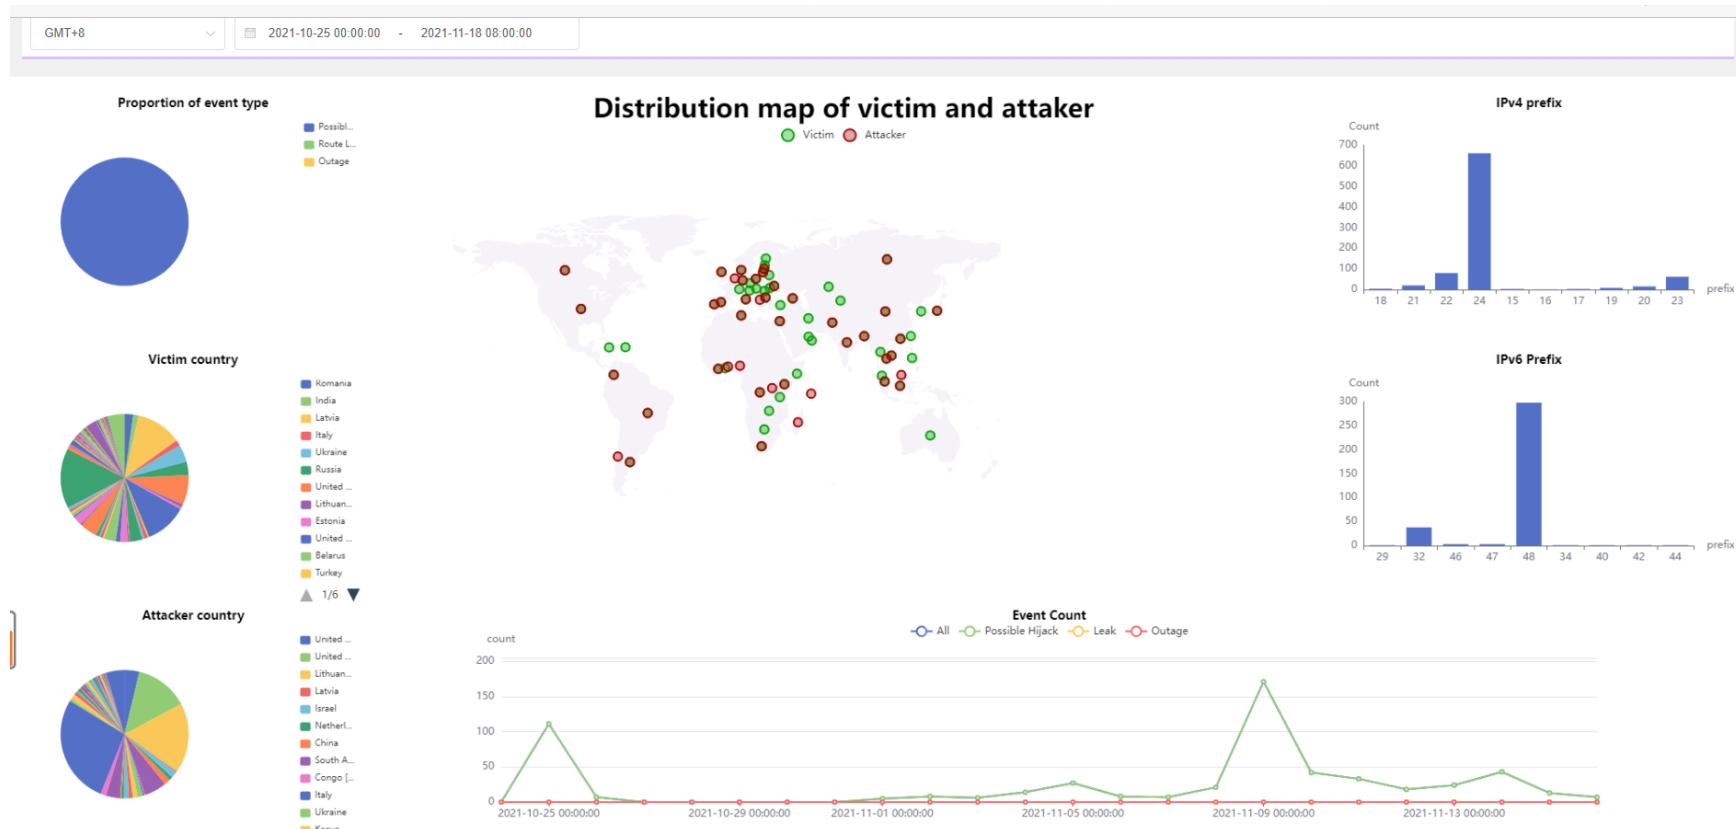 GMT+8
2021-10-25 00:00:00 - 2021-11-18 08:00:00
Proportion of event type
Possibl...
Route L...
Outage
Distribution map of victim and attaker
Victim Attacker
IPv4 prefix
Count
700
600
500
400
300
200
100
0
18 21 22 24 15 16 17 19 20 23
prefix
Victim country
Romania
India
Latvia
Italy
Ukraine
Russia
United ...
Lithuan...
Estonia
United ...
Belarus
Turkey
1/6
IPv6 Prefix
Count
300
250
200
150
100
50
0
29 32 46 47 48 34 40 42 44
prefix
Attacker country
United ...
United ...
Lithuan...
Latvia
Israel
Netherl...
China
South A...
Congo [...
Italy
Ukraine
Kenya
Event Count
All Possible Hijack Leak Outage
count
200
150
100
50
0
2021-10-25 00:00:00 2021-10-29 00:00:00 2021-11-01 00:00:00 2021-11-05 00:00:00 2021-11-09 00:00:00 2021-11-13 00:00:00